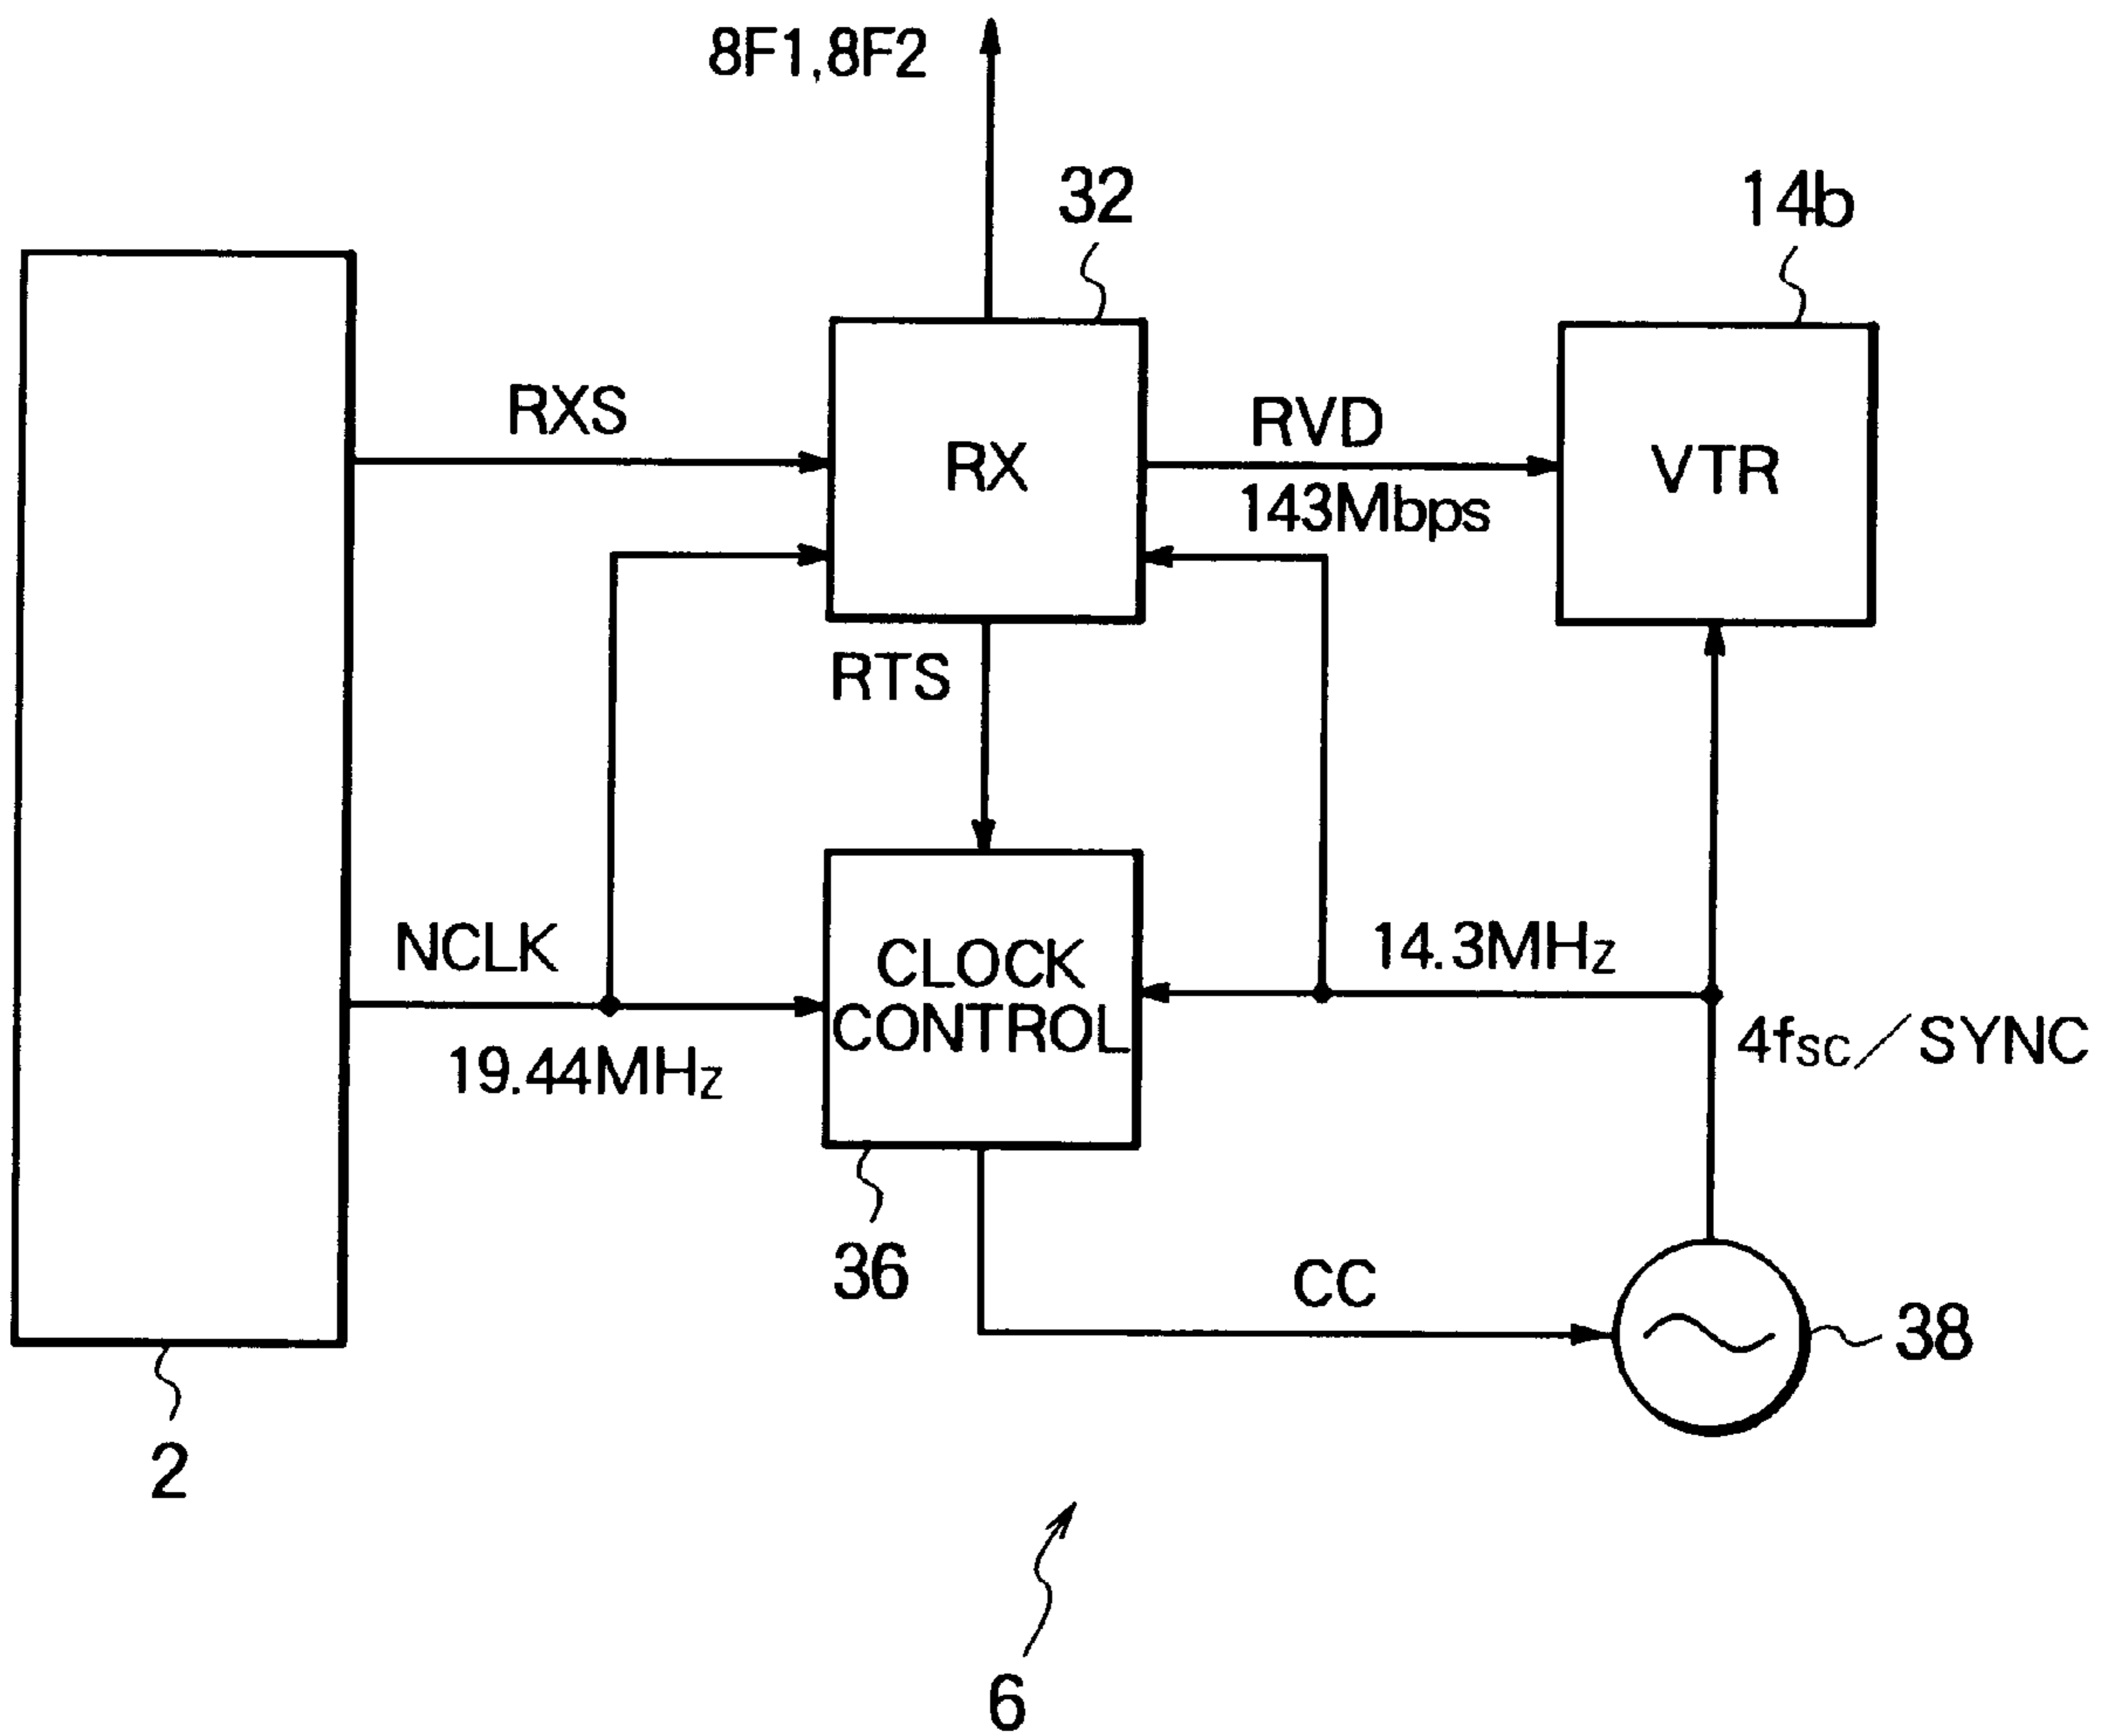 8F1,8F2
32
14b
RXS
RX
RVD
143Mbps
VTR
RTS
NCLK
19.44MHz
CLOCK
CONTROL
14.3MHz
4fsc/SYNC
36
CC
38
2
6